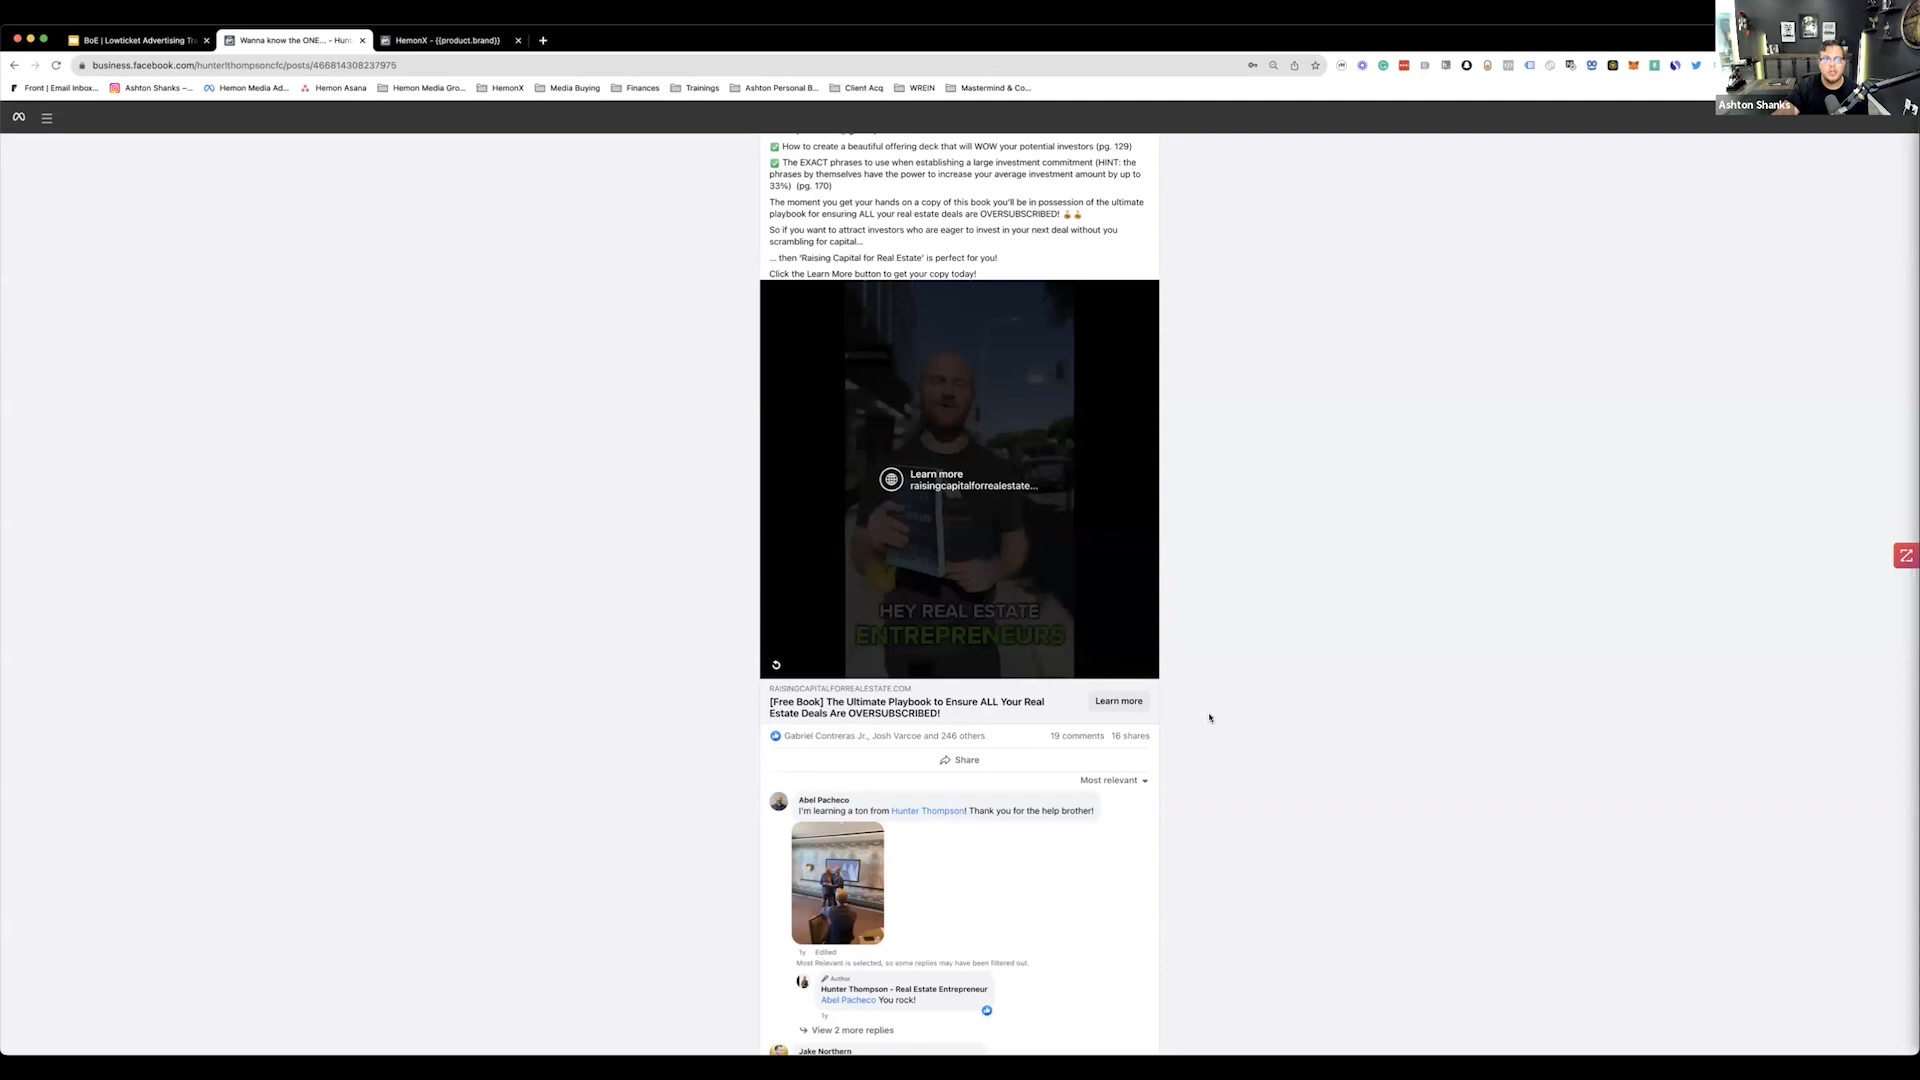 BoE | Lowticket Advertising Tr
Wanna know the ONE... - Hun
HemonX - {{product.brand}}
business.facebook.com/hunterlthompsoncfc/posts/466814308237975
Front | Email Inbox...
Ashton Shanks –...
Hemon Media Ad...
Hemon Asana
Hemon Media Gro...
HemonX
Media Buying
Finances
Trainings
Ashton Personal B...
Client Acq
WREIN
Mastermind & Co...
Ashton Shanks
✅ How to create a beautiful offering deck that will WOW your potential investors (pg. 129)
✅ The EXACT phrases to use when establishing a large investment commitment (HINT: the
phrases by themselves have the power to increase your average investment amount by up to
33%) (pg. 170)
The moment you get your hands on a copy of this book you'll be in possession of the ultimate
playbook for ensuring ALL your real estate deals are OVERSUBSCRIBED!
So if you want to attract investors who are eager to invest in your next deal without you
scrambling for capital...
... then 'Raising Capital for Real Estate' is perfect for you!
Click the Learn More button to get your copy today!
Learn more
raisingcapitalforrealestate...
HEY REAL ESTATE
ENTREPRENEURS
RAISINGCAPITALFORREALESTATE.COM
[Free Book] The Ultimate Playbook to Ensure ALL Your Real
Estate Deals Are OVERSUBSCRIBED!
Learn more
Gabriel Contreras Jr., Josh Varcoe and 246 others
19 comments 16 shares
Share
Most relevant
Abel Pacheco
I'm learning a ton from Hunter Thompson! Thank you for the help brother!
1y Edited
Most Relevant is selected, so some replies may have been filtered out.
Author
Hunter Thompson - Real Estate Entrepreneur
Abel Pacheco You rock!
1y
View 2 more replies
Jake Northern